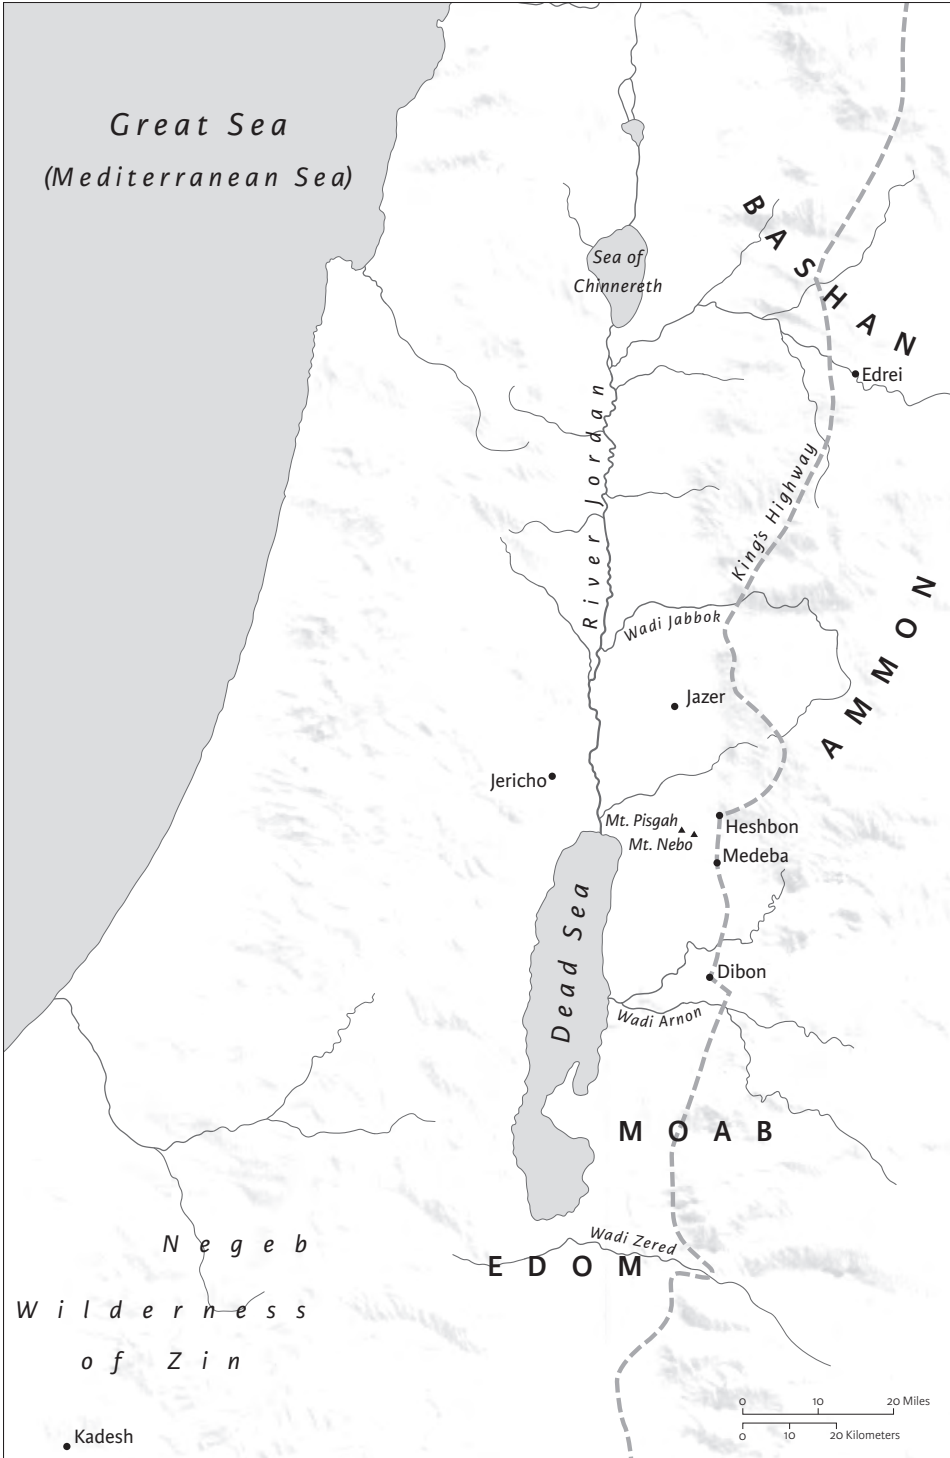 Great Sea
(Mediterranean Sea)
BASHAN
Sea of
Chinnereth
Edrei
River Jordan
King's Highway
AMMON
Wadi Jabbok
Jazer
Jericho
Mt. Pisgah
Heshbon
Mt. Nebo
Medeba
Dead Sea
Dibon
Wadi Arnon
MOAB
Negeb
Wadi Zered
EDOM
Wilderness
of Zin
0 10 20 Miles
0 10 20 Kilometers
Kadesh